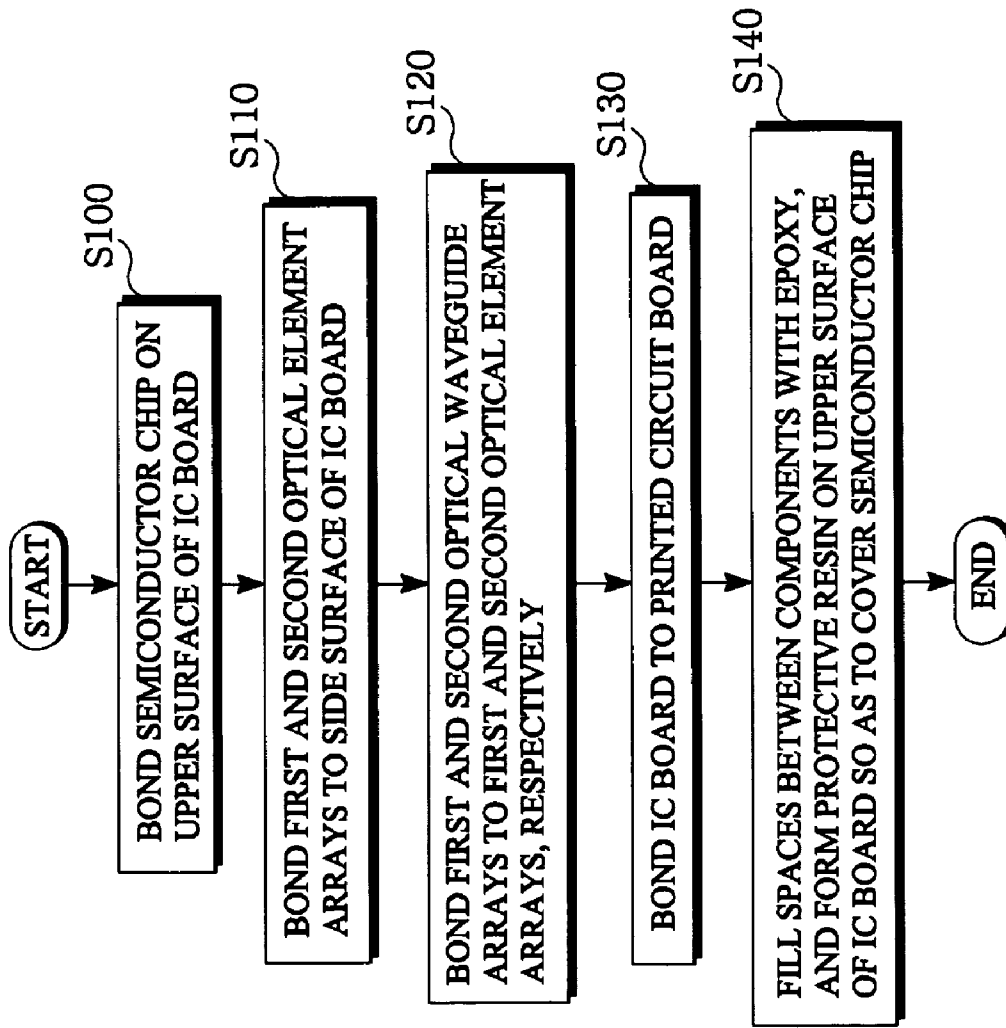 START
S100
BOND SEMICONDUCTOR CHIP ON
UPPER SURFACE OF IC BOARD
S110
BOND FIRST AND SECOND OPTICAL ELEMENT
ARRAYS TO SIDE SURFACE OF IC BOARD
S120
BOND FIRST AND SECOND OPTICAL WAVEGUIDE
ARRAYS TO FIRST AND SECOND OPTICAL ELEMENT
ARRAYS, RESPECTIVELY
S130
BOND IC BOARD TO PRINTED CIRCUIT BOARD
S140
FILL SPACES BETWEEN COMPONENTS WITH EPOXY,
AND FORM PROTECTIVE RESIN ON UPPER SURFACE
OF IC BOARD SO AS TO COVER SEMICONDUCTOR CHIP
END